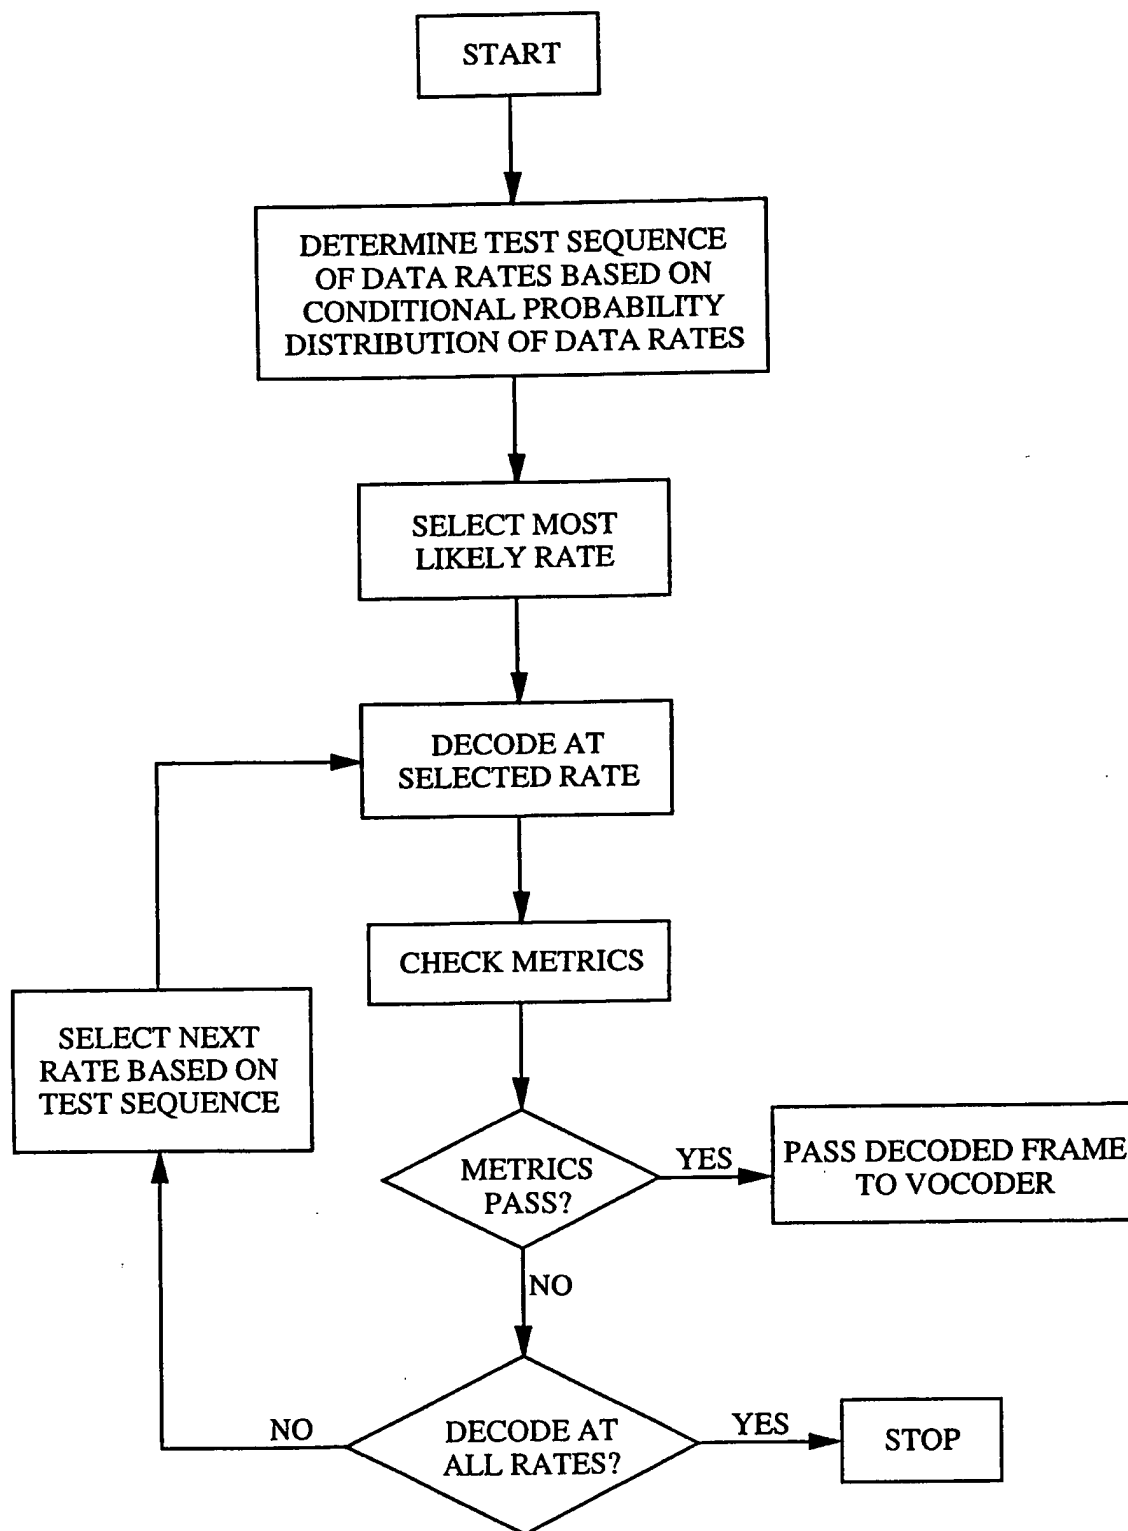 START
DETERMINE TEST SEQUENCE
OF DATA RATES BASED ON
CONDITIONAL PROBABILITY
DISTRIBUTION OF DATA RATES
SELECT MOST
LIKELY RATE
DECODE AT
SELECTED RATE
CHECK METRICS
SELECT NEXT
RATE BASED ON
TEST SEQUENCE
METRICS
PASS?
YES
PASS DECODED FRAME
TO VOCODER
NO
DECODE AT
ALL RATES?
NO
YES
STOP